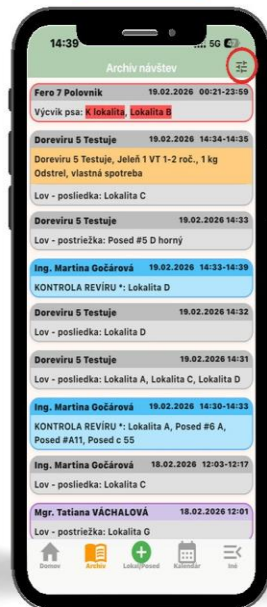 14:39 5G
Archív návštev
Fero 7 Polovník 19.02.2026 00:21-23:59
Výcvik psa: K lokalita, Lokalita B
Doreviru 5 Testuje 19.02.2026 14:34-14:35
Doreviru 5 Testuje, Jeleň 1 VT 1-2 roč., 1 kg
Odstrel, vlastná spotreba
Lov - posliedka: Lokalita C
Doreviru 5 Testuje 19.02.2026 14:33
Lov - postriežka: Posed #5 D horný
Ing. Martina Gočárová 19.02.2026 14:33-14:39
KONTROLA REVÍRU *: Lokalita D
Doreviru 5 Testuje 19.02.2026 14:32
Lov - posliedka: Lokalita D
Doreviru 5 Testuje 19.02.2026 14:31
Lov - posliedka: Lokalita A, Lokalita C, Lokalita D
Ing. Martina Gočárová 19.02.2026 14:30-14:33
KONTROLA REVÍRU *: Lokalita A, Posed #6 A,
Posed #A11, Posed c 55
Ing. Martina Gočárová 18.02.2026 12:03-12:17
Lov - posliedka: Lokalita C
Mgr. Tatiana VÁCHALOVÁ 18.02.2026 12:01
Lov - postriežka: Lokalita G
Domov Archív Lokal/Posed Kalendár Iné